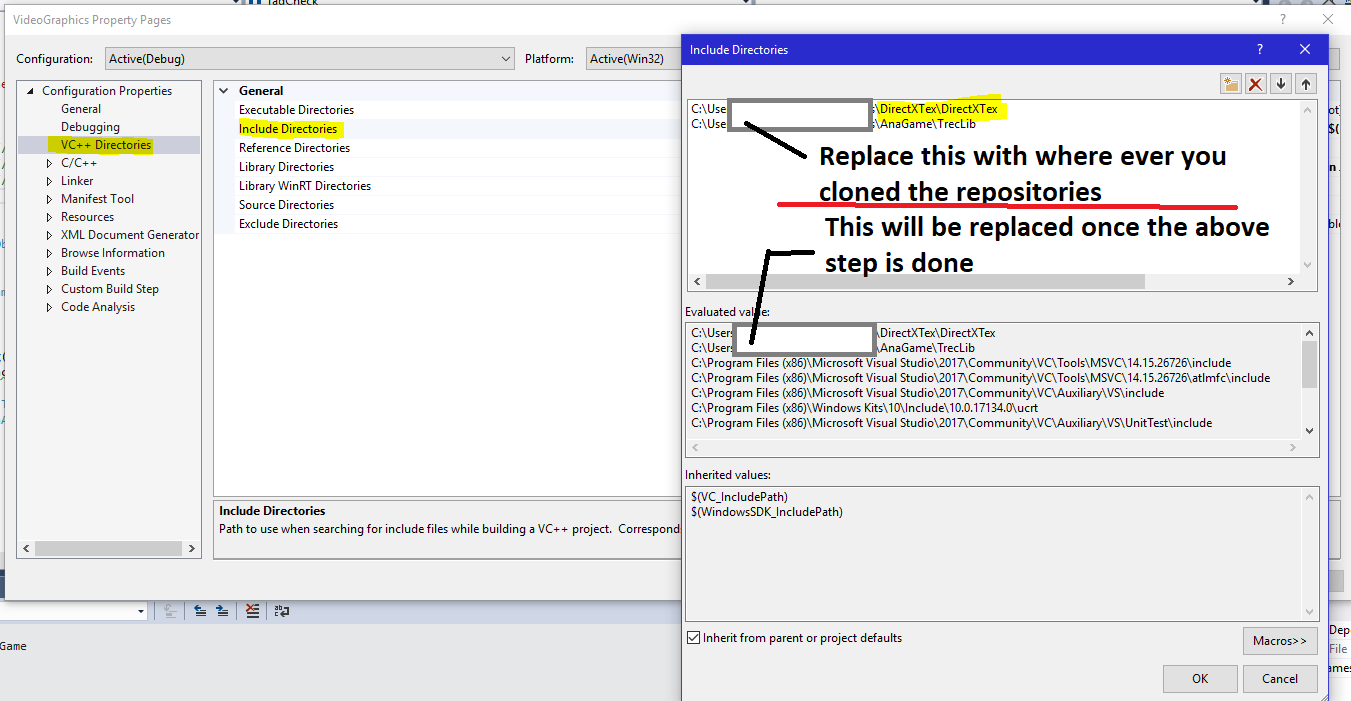 TagCheck
VideoGraphics Property Pages
Configuration:
Active(Debug)
Platform:
Active(Win32)
Configuration Properties
General
Debugging
VC++ Directories
C/C++
Linker
Manifest Tool
Resources
XML Document Generator
Browse Information
Build Events
Custom Build Step
Code Analysis
General
Executable Directories
Include Directories
Reference Directories
Library Directories
Library WinRT Directories
Source Directories
Exclude Directories
Include Directories
Path to use when searching for include files while building a VC++ project. Correspond
Game
Include Directories
C:\Use \DirectXTex\DirectXTex
C:\Use \AnaGame\TrecLib
Replace this with where ever you
cloned the repositories
This will be replaced once the above
step is done
Evaluated value:
C:\Users \DirectXTex\DirectXTex
C:\Users \AnaGame\TrecLib
C:\Program Files (x86)\Microsoft Visual Studio\2017\Community\VC\Tools\MSVC\14.15.26726\include
C:\Program Files (x86)\Microsoft Visual Studio\2017\Community\VC\Tools\MSVC\14.15.26726\atlmfc\include
C:\Program Files (x86)\Microsoft Visual Studio\2017\Community\VC\Auxiliary\VS\include
C:\Program Files (x86)\Windows Kits\10\Include\10.0.17134.0\ucrt
C:\Program Files (x86)\Microsoft Visual Studio\2017\Community\VC\Auxiliary\VS\UnitTest\include
Inherited values:
$(VC_IncludePath)
$(WindowsSDK_IncludePath)
Inherit from parent or project defaults
Macros>>
OK
Cancel
Dep
File